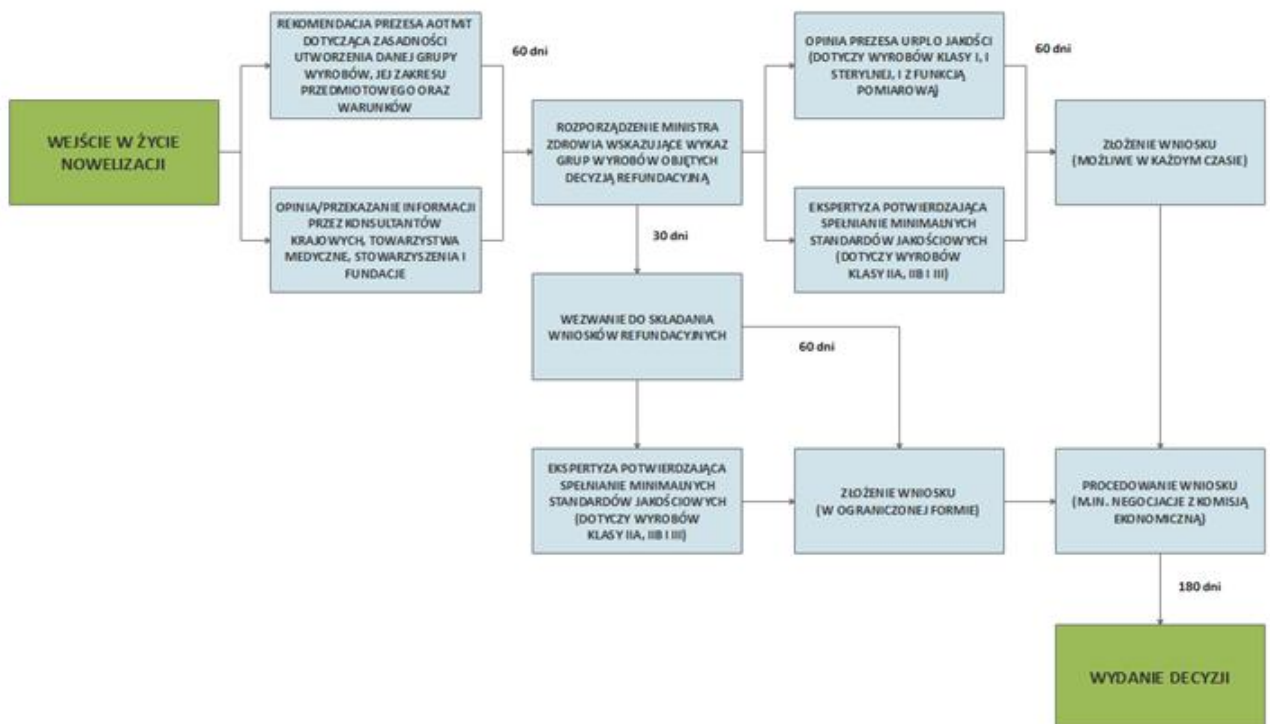 REKOMENDACJA PREZESA AOTMIT
DOTYCZĄCA ZASADNOŚCI
UTWORZENIA DANEJ GRUPY
WYROBÓW, JEJ ZAKRESU
PRZEDMIOTOWEGO ORAZ
WARUNKÓW
60 dni
OPINIA PREZESA URPL O JAKOŚCI
(DOTYCZY WYROBÓW KLASY I, I
STERYLNEJ, I Z FUNKCJĄ
POMIAROWĄ)
60 dni
WEJŚCIE W ŻYCIE
NOWELIZACJI
ROZPORZĄDZENIE MINISTRA
ZDROWIA WSKAZUJĄCE WYKAZ
GRUP WYROBÓW OBJĘTYCH
DECYZJĄ REFUNDACYJNĄ
ZŁOŻENIE WNIOSKU
(MOŻLIWE W KAŻDYM CZASIE)
OPINIA/PRZEKAZANIE INFORMACJI
PRZEZ KONSULTANTÓW
KRAJOWYCH, TOWARZYSTWA
MEDYCZNE, STOWARZYSZENIA I
FUNDACJE
EKSPERTYZA POTWIERDZAJĄCA
SPEŁNIANIE MINIMALNYCH
STANDARDÓW JAKOŚCIOWYCH
(DOTYCZY WYROBÓW
KLASY IIA, IIB I III)
30 dni
WEZWANIE DO SKŁADANIA
WNIOSKÓW REFUNDACYJNYCH
60 dni
EKSPERTYZA POTWIERDZAJĄCA
SPEŁNIANIE MINIMALNYCH
STANDARDÓW JAKOŚCIOWYCH
(DOTYCZY WYROBÓW
KLASY IIA, IIB I III)
ZŁOŻENIE WNIOSKU
(W OGRANICZONEJ FORMIE)
PROCEDOWANIE WNIOSKU
(M.IN. NEGOCJACJE Z KOMISJĄ
EKONOMICZNĄ)
180 dni
WYDANIE DECYZJI